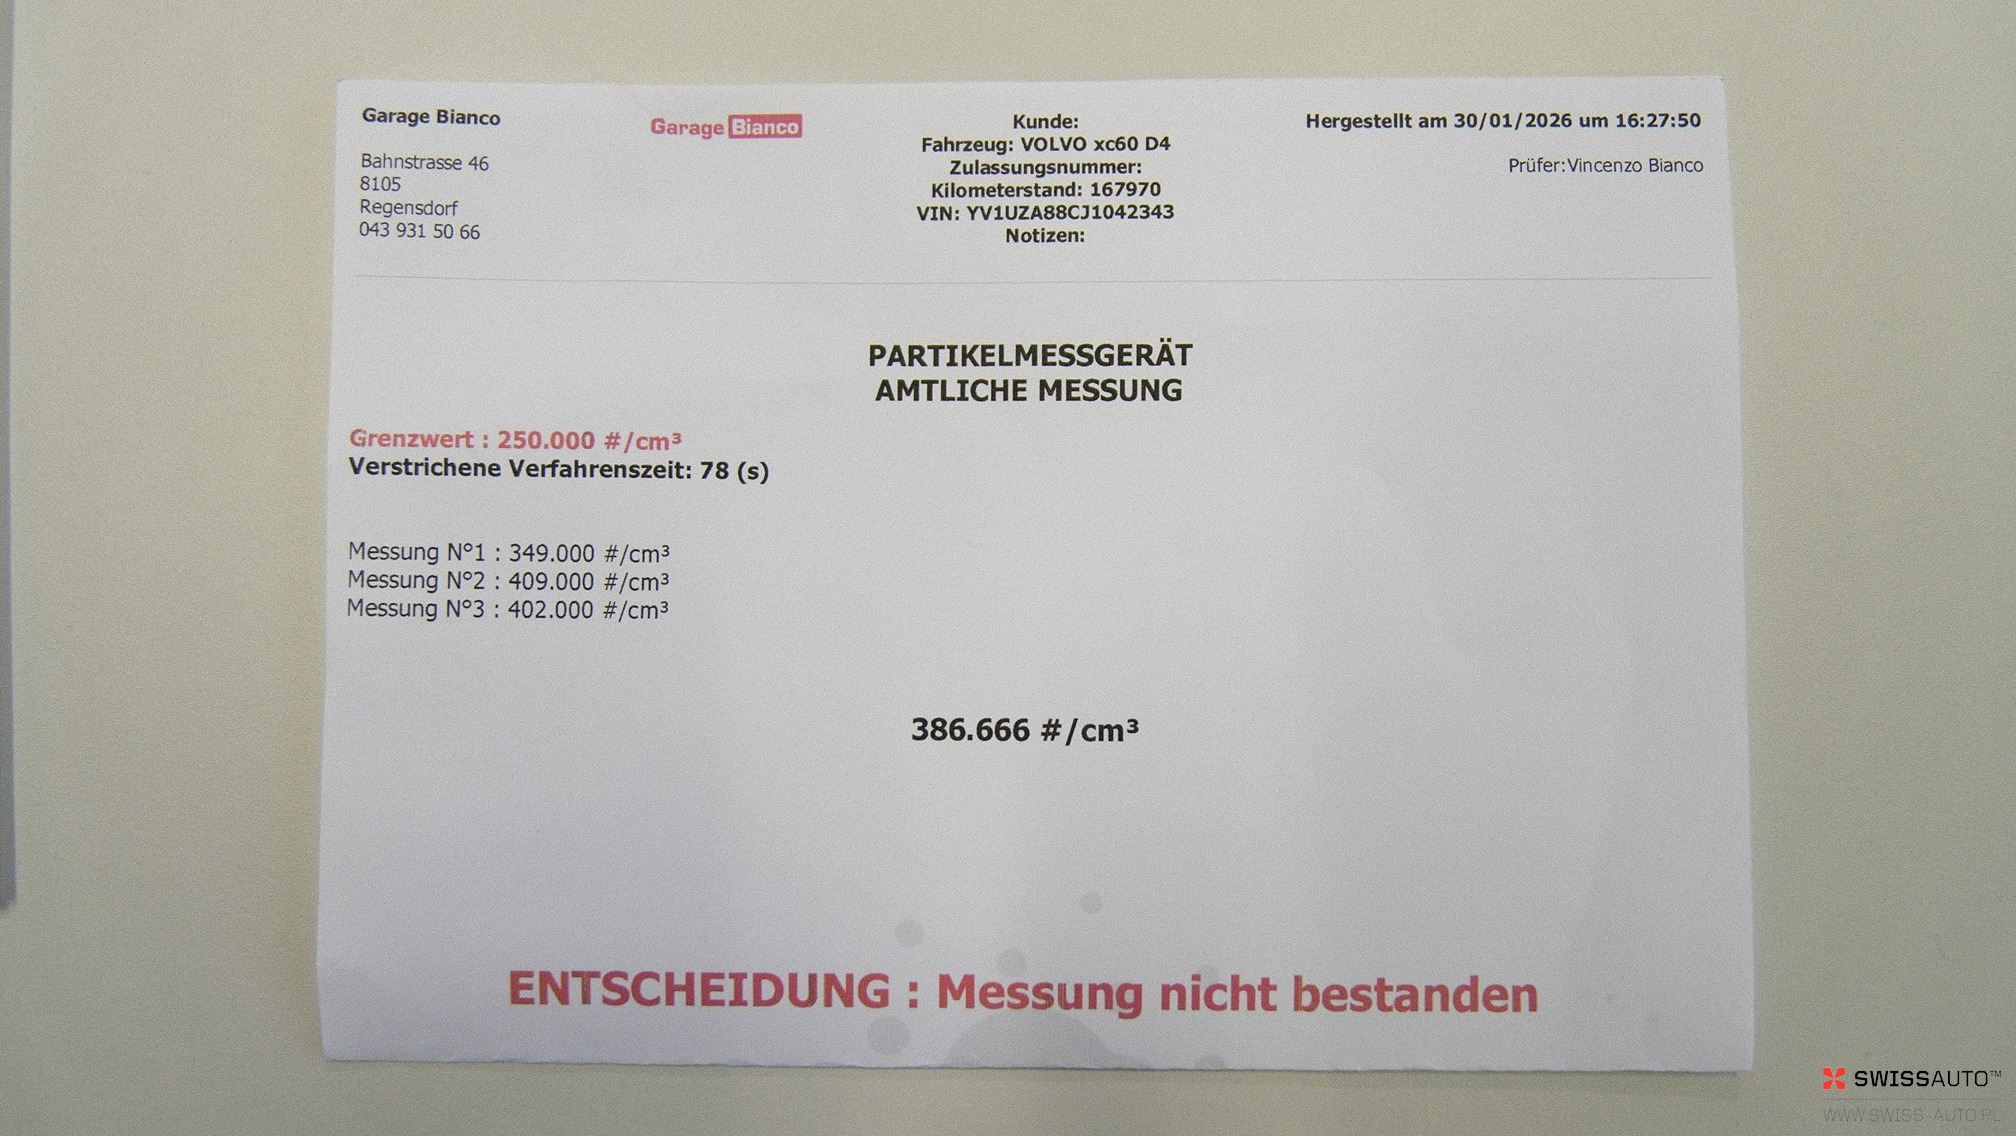 Garage Bianco
Bahnstrasse 46
8105
Regensdorf
043 931 50 66
Garage Bianco
Kunde:
Fahrzeug: VOLVO xc60 D4
Zulassungsnummer:
Kilometerstand: 167970
VIN: YV1UZA88CJ1042343
Notizen:
Hergestellt am 30/01/2026 um 16:27:50
Prüfer:Vincenzo Bianco
PARTIKELMESSGERÄT
AMTLICHE MESSUNG
Grenzwert : 250.000 #/cm³
Verstrichene Verfahrenszeit: 78 (s)
Messung N°1 : 349.000 #/cm³
Messung N°2 : 409.000 #/cm³
Messung N°3 : 402.000 #/cm³
386.666 #/cm³
ENTSCHEIDUNG : Messung nicht bestanden
SWISSAUTO™
WWW.SWISS-AUTO.PL